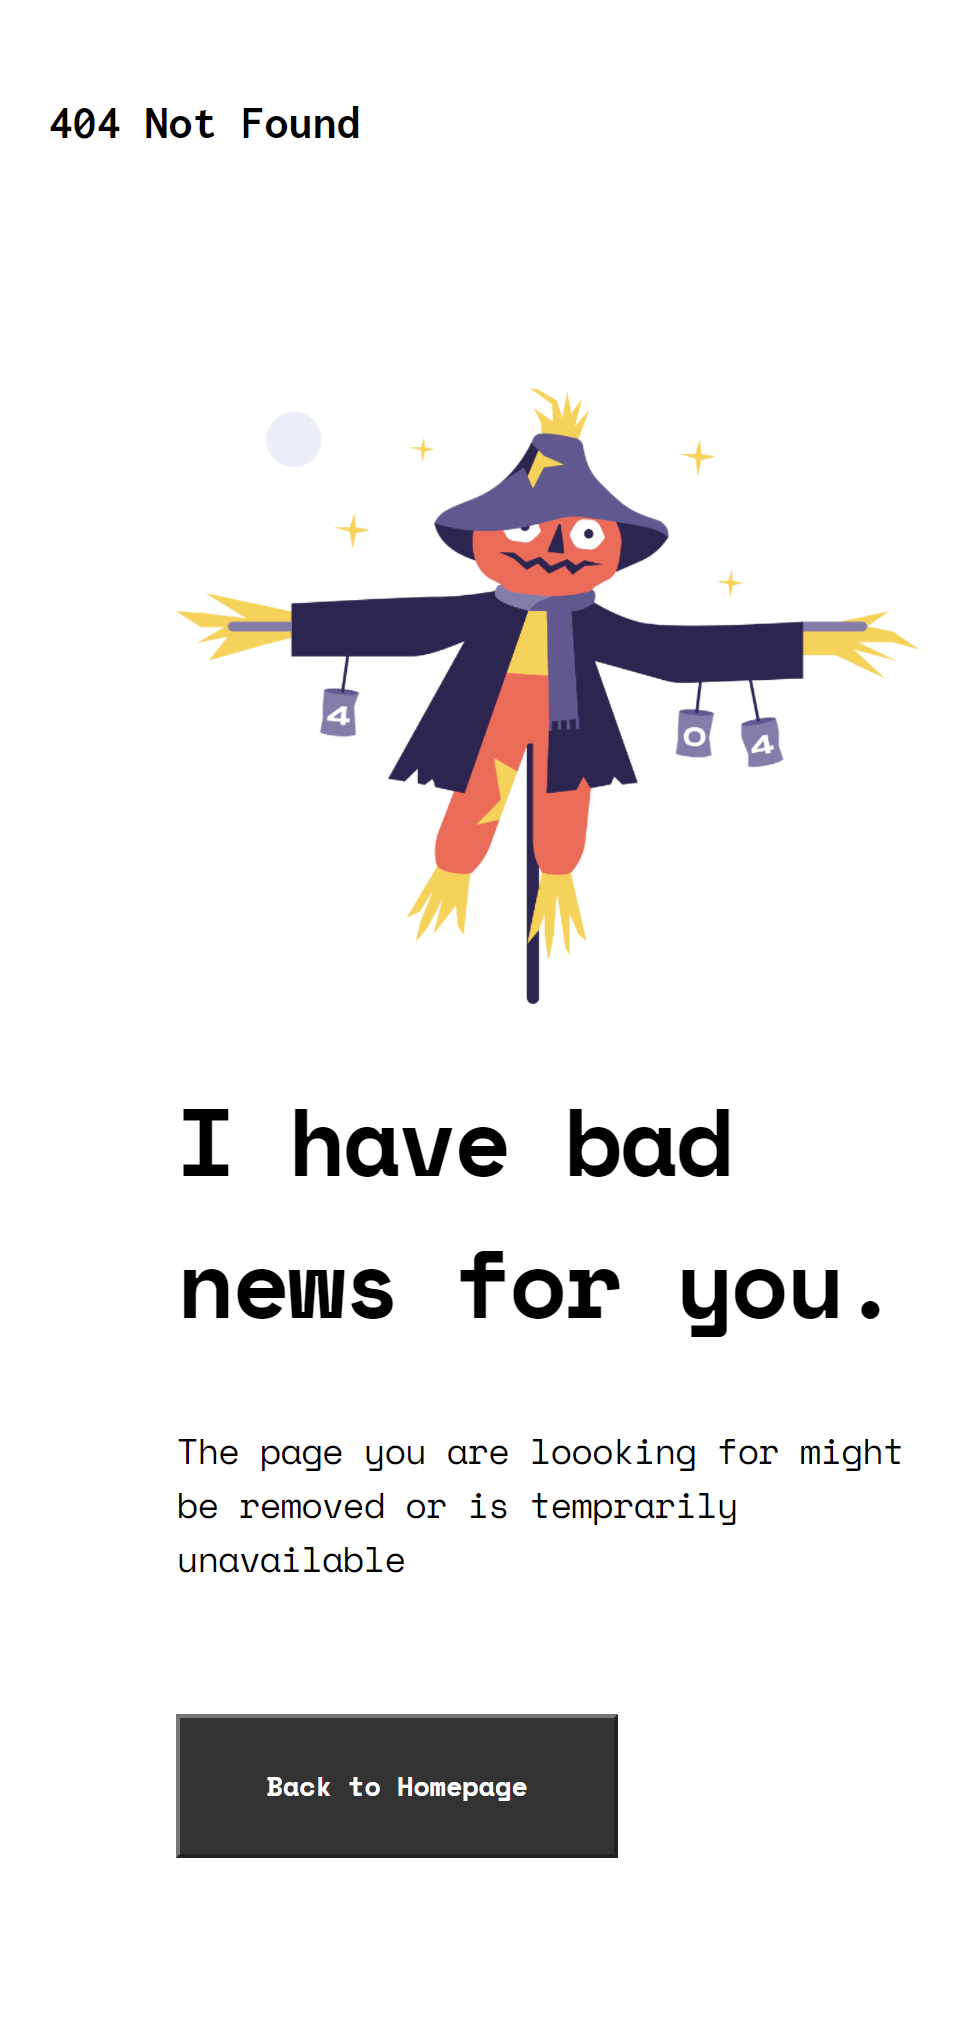 404 Not Found
4
0
4
I have bad
news for you.
The page you are loooking for might
be removed or is temprarily
unavailable
Back to Homepage